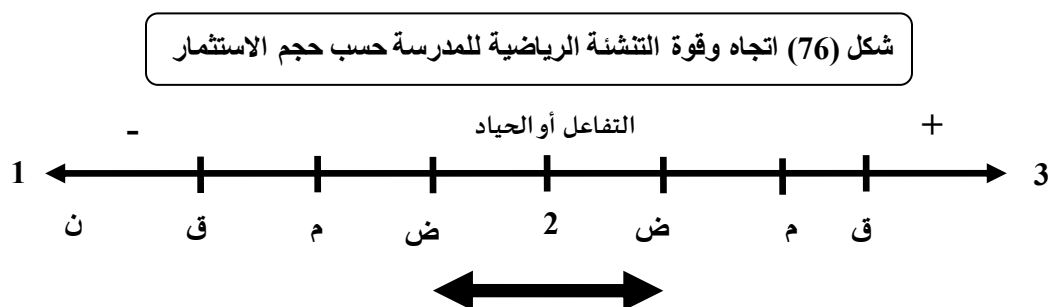 شكل (76) اتجاه وقوة التنشئة الرياضية للمدرسة حسب حجم الاستثمار
+ التفاعل أو الحياد -
3 1
ق م ض 2 ض م ق ن